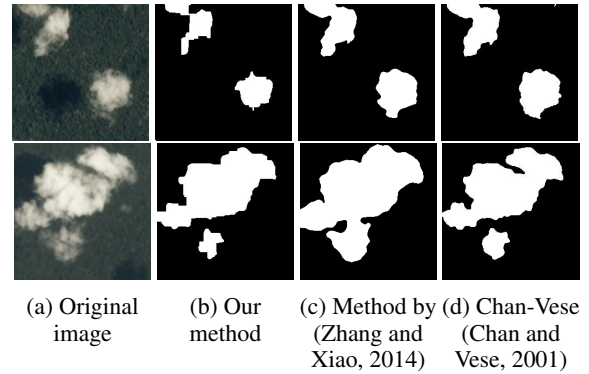 (a) Original
image
(b) Our
method
(c) Method by
(Zhang and
Xiao, 2014)
(d) Chan-Vese
(Chan and
Vese, 2001)